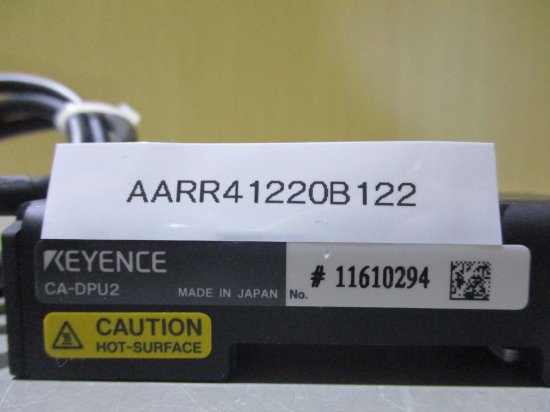 AARR41220B122
KEYENCE
CA-DPU2 MADE IN JAPAN No. # 11610294
CAUTION
HOT-SURFACE